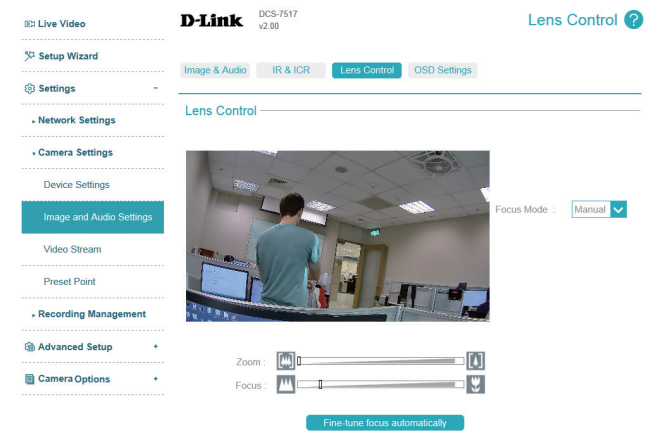 Live Video
Setup Wizard
Settings -
Network Settings
Camera Settings
Device Settings
Image and Audio Settings
Video Stream
Preset Point
Recording Management
Advanced Setup +
Camera Options +
D-Link DCS-7517
v2.00
Lens Control ?
Image & Audio IR & ICR Lens Control OSD Settings
Lens Control
Focus Mode : Manual
Zoom :
Focus :
Fine-tune focus automatically